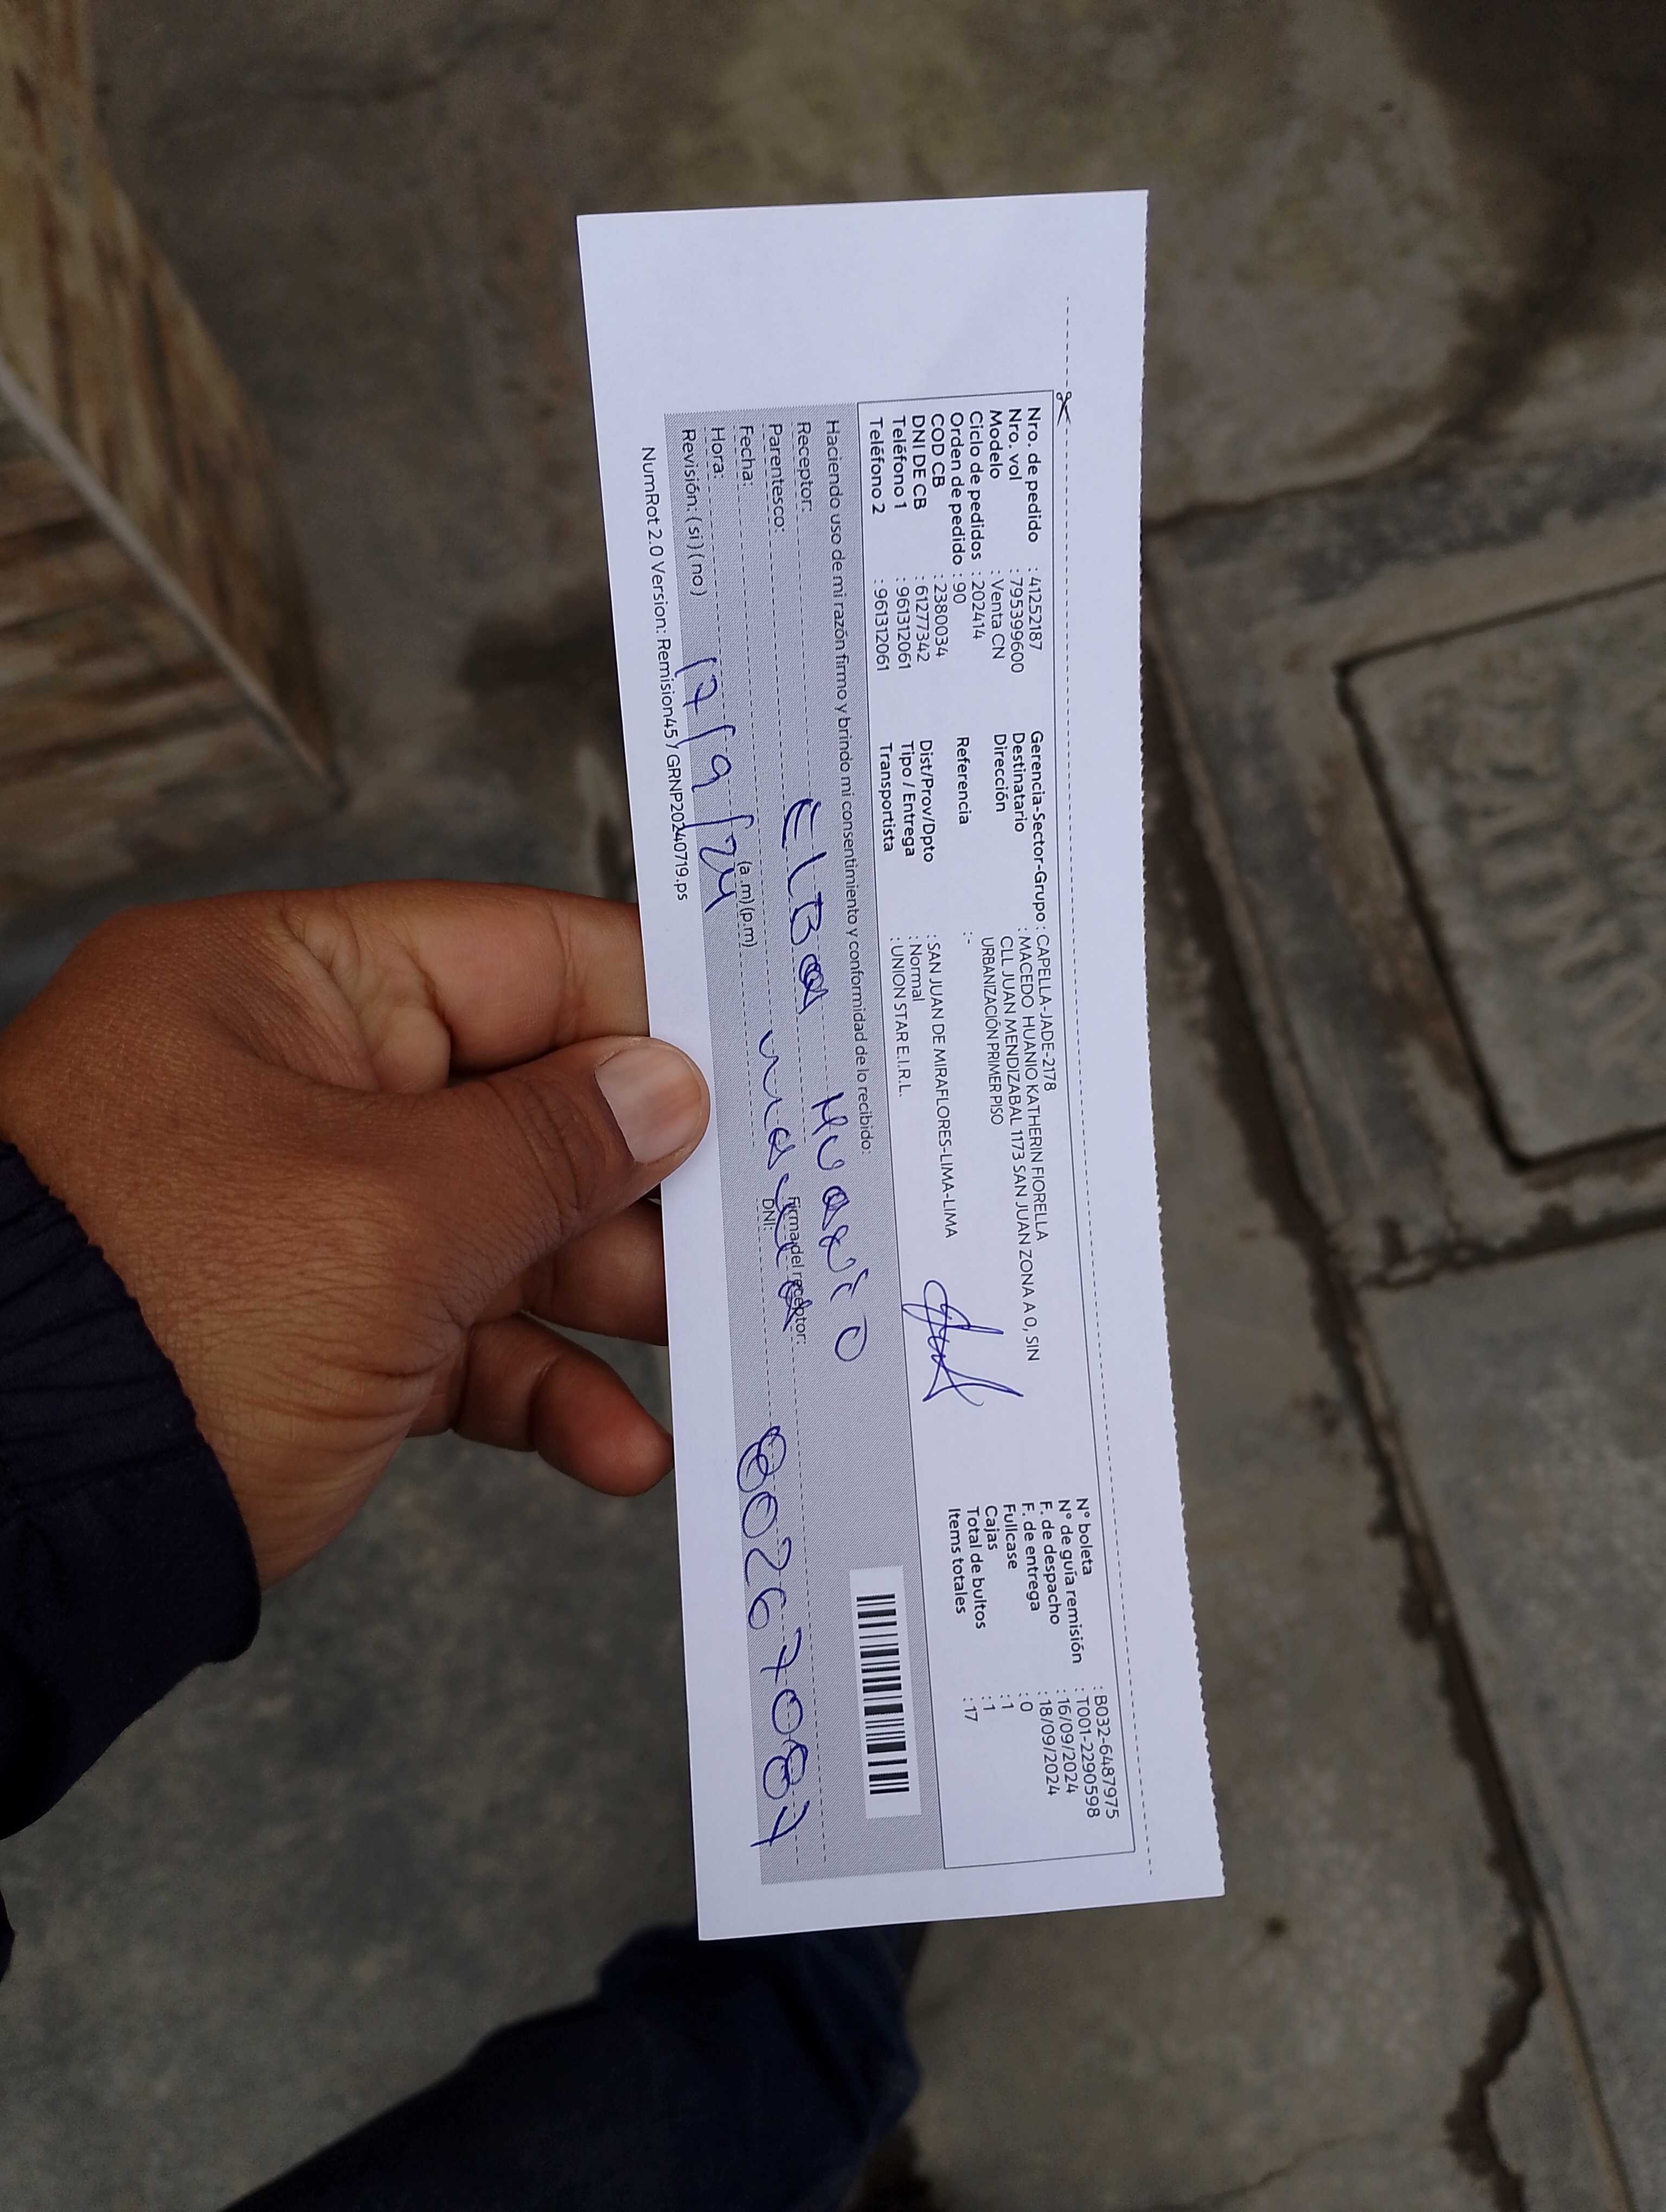 Nro. de pedido : 41252187
Nro. vol : 7953996​00
Modelo : Venta CN
Ciclo de pedidos : 202414
Orden de pedido : 90
COD CB : 2380034
DNI DE CB : 61277342
Teléfono 1 : 961312061
Teléfono 2 : 961312061
Gerencia-Sector-Grupo : CAPELLA-JADE-2178
Destinatario : MACEDO HUANIO KATHERIN FIORELLA
Dirección CLL JUAN MENDIZABAL 1173 SAN JUAN ZONA A 0, SIN
URBANIZACIÓN PRIMER PISO
Referencia :-
Dist/Prov/Dpto : SAN JUAN DE MIRAFLORES-LIMA-LIMA
Tipo / Entrega : Normal
Transportista : UNION STAR E.I.R.L.
N° boleta : B032-6487975
N° de guía remisión : T001-2290598
F. de despacho : 16/09/2024
F. de entrega : 18/09/2024
Fullcase : 0
Cajas : 1
Total de bultos : 1
Items totales : 17
Haciendo uso de mi razón firmo y brindo mi consentimiento y conformidad de lo recibido:
Receptor: ElBa Huanio
Parentesco: Firma del receptor:
Fecha: DNI: 80267087
Hora: (a.m)(p.m)
17/9/24
Revisión: ( si ) ( no )
NumRot 2.0 Version: Remision45 / GRNP20240719.ps